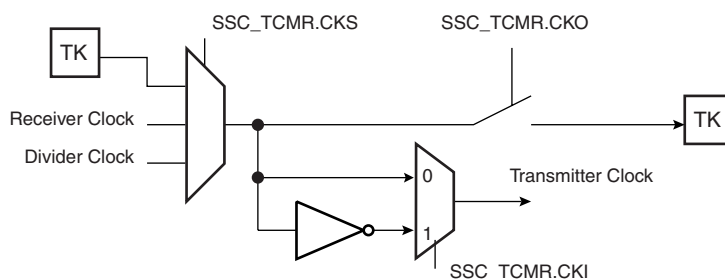 SSC_TCMR.CKS
SSC_TCMR.CKO
TK
Receiver Clock
TK
Divider Clock
0
Transmitter Clock
1
SSC_TCMR.CKI